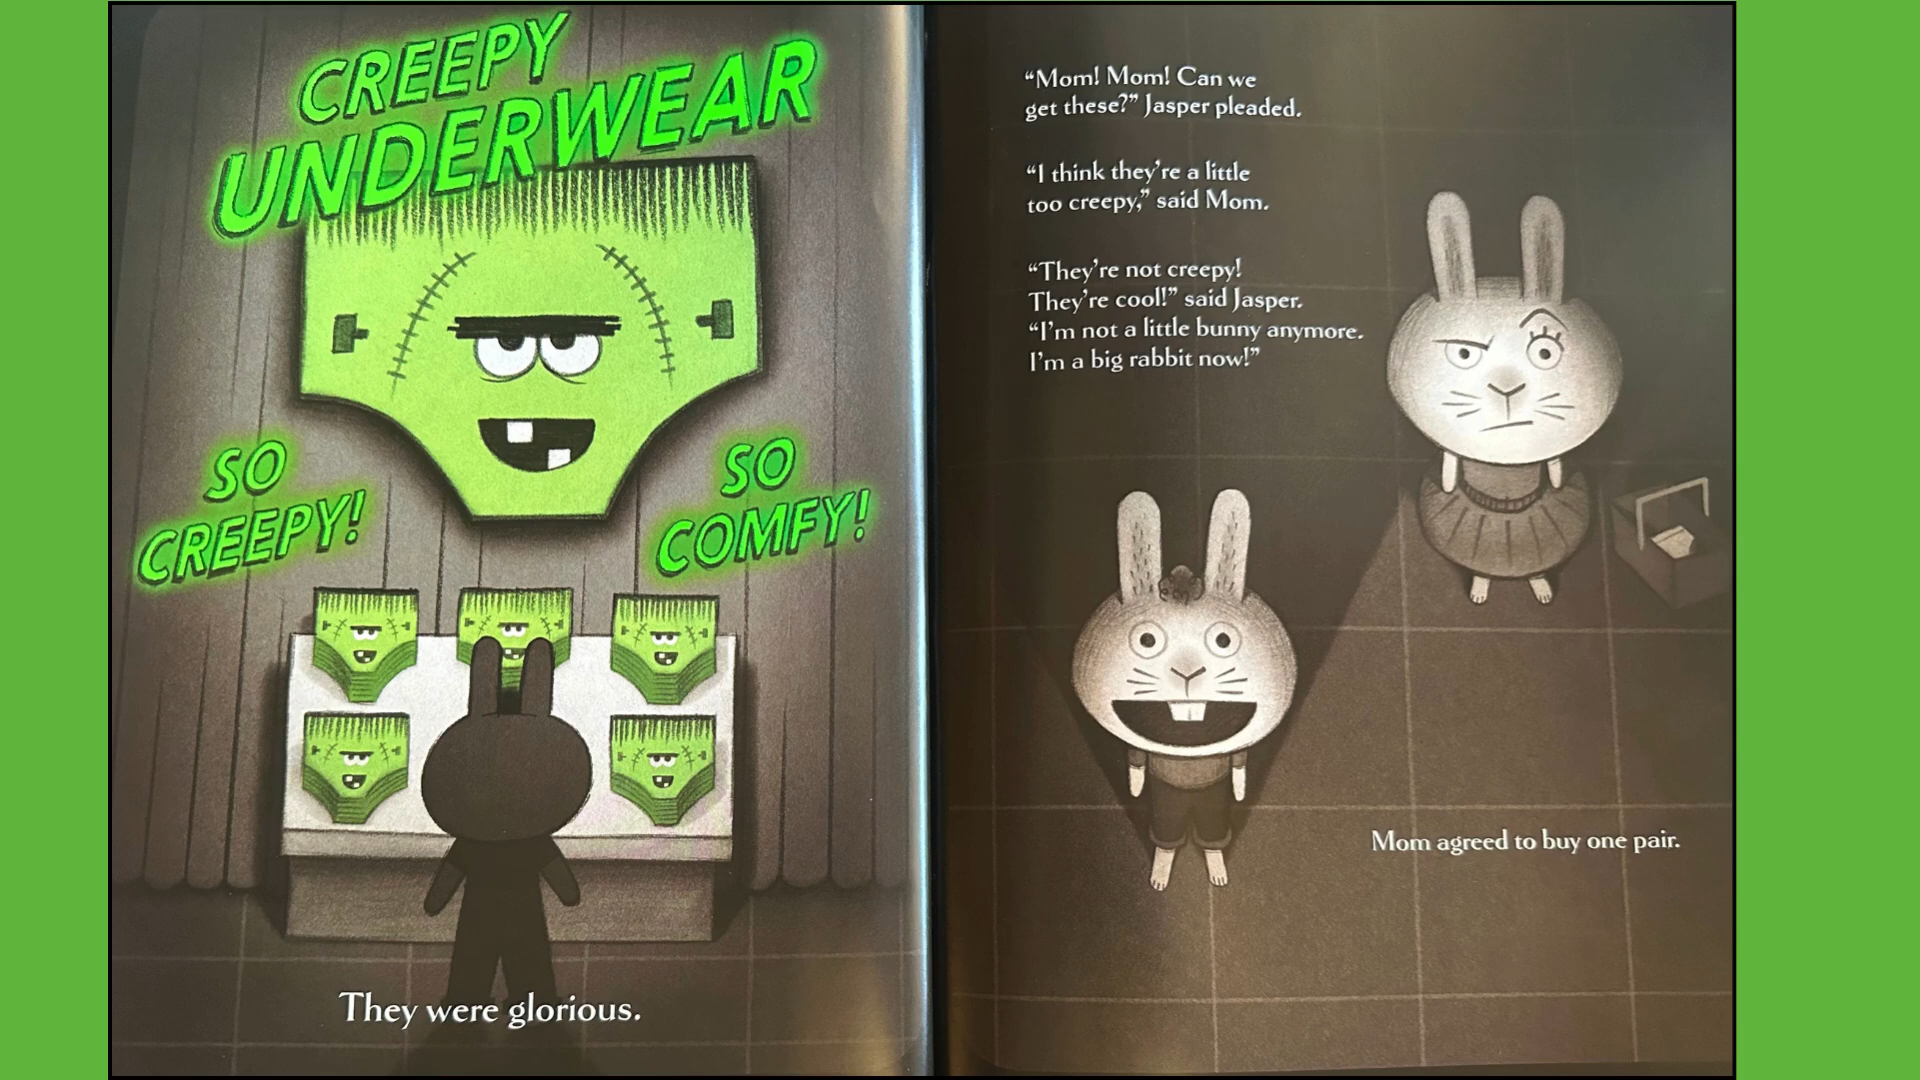 CREEPY
UNDERWEAR
SO
CREEPY!
SO
COMFY!
They were glorious.
“Mom! Mom! Can we
get these?” Jasper pleaded.
“I think they’re a little
too creepy,” said Mom.
“They’re not creepy!
They’re cool!” said Jasper.
“I’m not a little bunny anymore.
I’m a big rabbit now!”
Mom agreed to buy one pair.